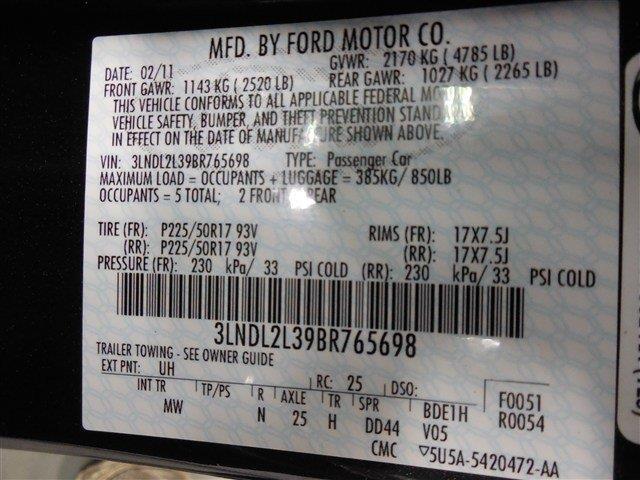 MFD. BY FORD MOTOR CO.
DATE: 02/11 GVWR: 2170 KG ( 4785 LB)
FRONT GAWR: 1143 KG ( 2520 LB) REAR GAWR: 1027 KG ( 2265 LB)
THIS VEHICLE CONFORMS TO ALL APPLICABLE FEDERAL
VEHICLE SAFETY, BUMPER, AND THEFT PREVENTION
IN EFFECT ON THE DATE OF MANUFACTURE SHOWN ABOVE.
VIN: 3LNDL2L39BR765698 TYPE: Passenger Car
MAXIMUM LOAD = OCCUPANTS + LUGGAGE = 385KG/ 850LB
OCCUPANTS = 5 TOTAL; 2 FRONT REAR
TIRE (FR): P225/50R17 93V RIMS (FR): 17X7.5J
(RR): P225/50R17 93V (RR): 17X7.5J
PRESSURE (FR): 230 kPa/ 33 PSI COLD (RR): 230 kPa/ 33 PSI COLD
3LNDL2L39BR765698
TRAILER TOWING - SEE OWNER GUIDE
EXT PNT: UH RC: 25 DSO: F0051
INT TR TP/PS R AXLE TR SPR BDE1H R0054
MW N 25 H DD44 V05
CMC ▽5U5A-5420472-AA